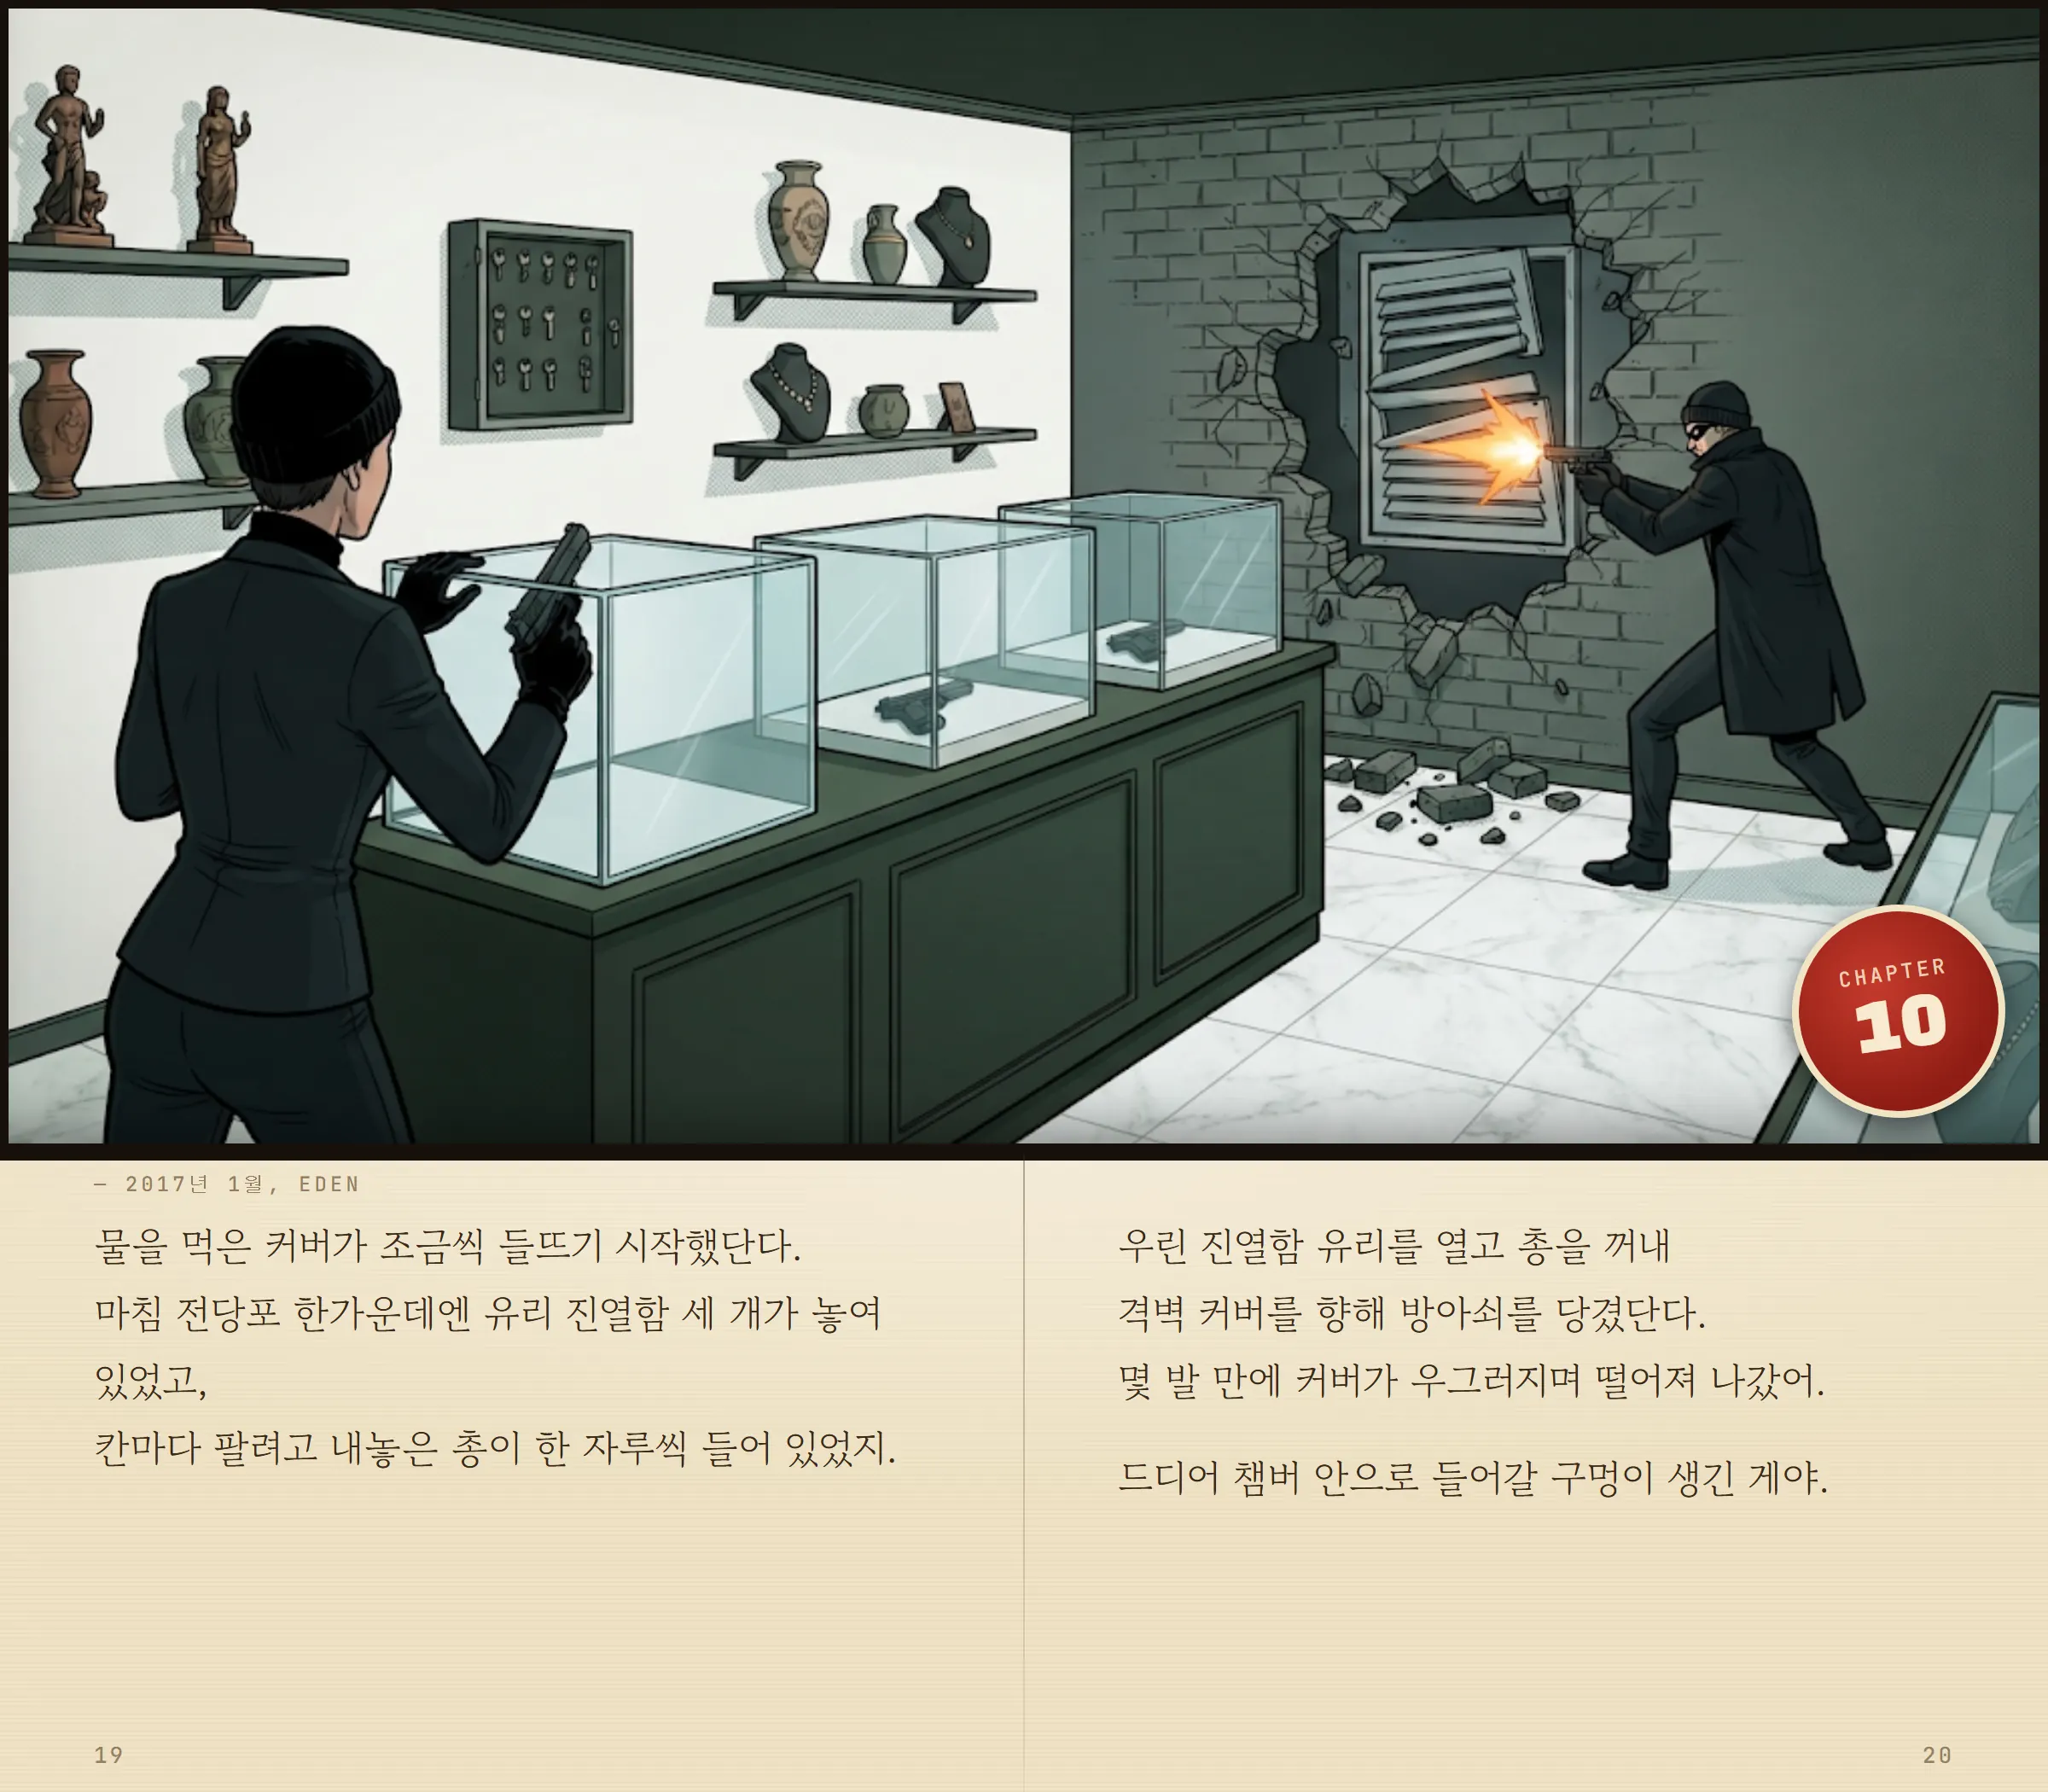 CHAPTER
10
— 2017년 1월, EDEN
물을 먹은 커버가 조금씩 들뜨기 시작했단다.
마침 전당포 한가운데엔 유리 진열함 세 개가 놓여
있었고,
칸마다 팔려고 내놓은 총이 한 자루씩 들어 있었지.
19
우린 진열함 유리를 열고 총을 꺼내
격벽 커버를 향해 방아쇠를 당겼단다.
몇 발 만에 커버가 우그러지며 떨어져 나갔어.
드디어 챔버 안으로 들어갈 구멍이 생긴 게야.
20